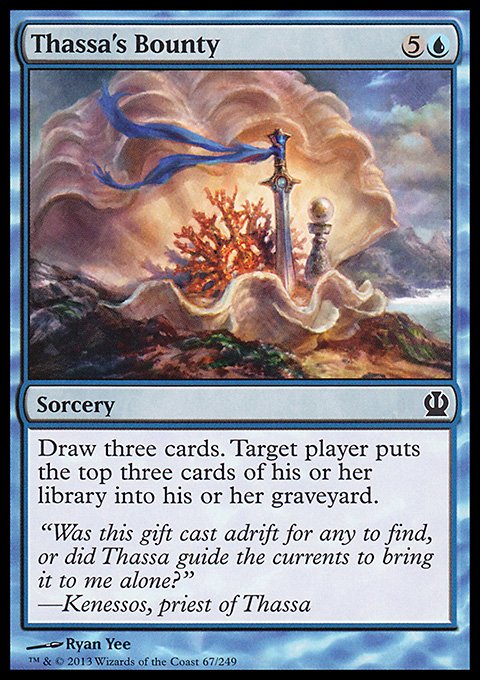 Thassa's Bounty 5
Sorcery
Draw three cards. Target player puts
the top three cards of his or her
library into his or her graveyard.
“Was this gift cast adrift for any to find,
or did Thassa guide the currents to bring
it to me alone?”
—Kenessos, priest of Thassa
Ryan Yee
™ & © 2013 Wizards of the Coast 67/249